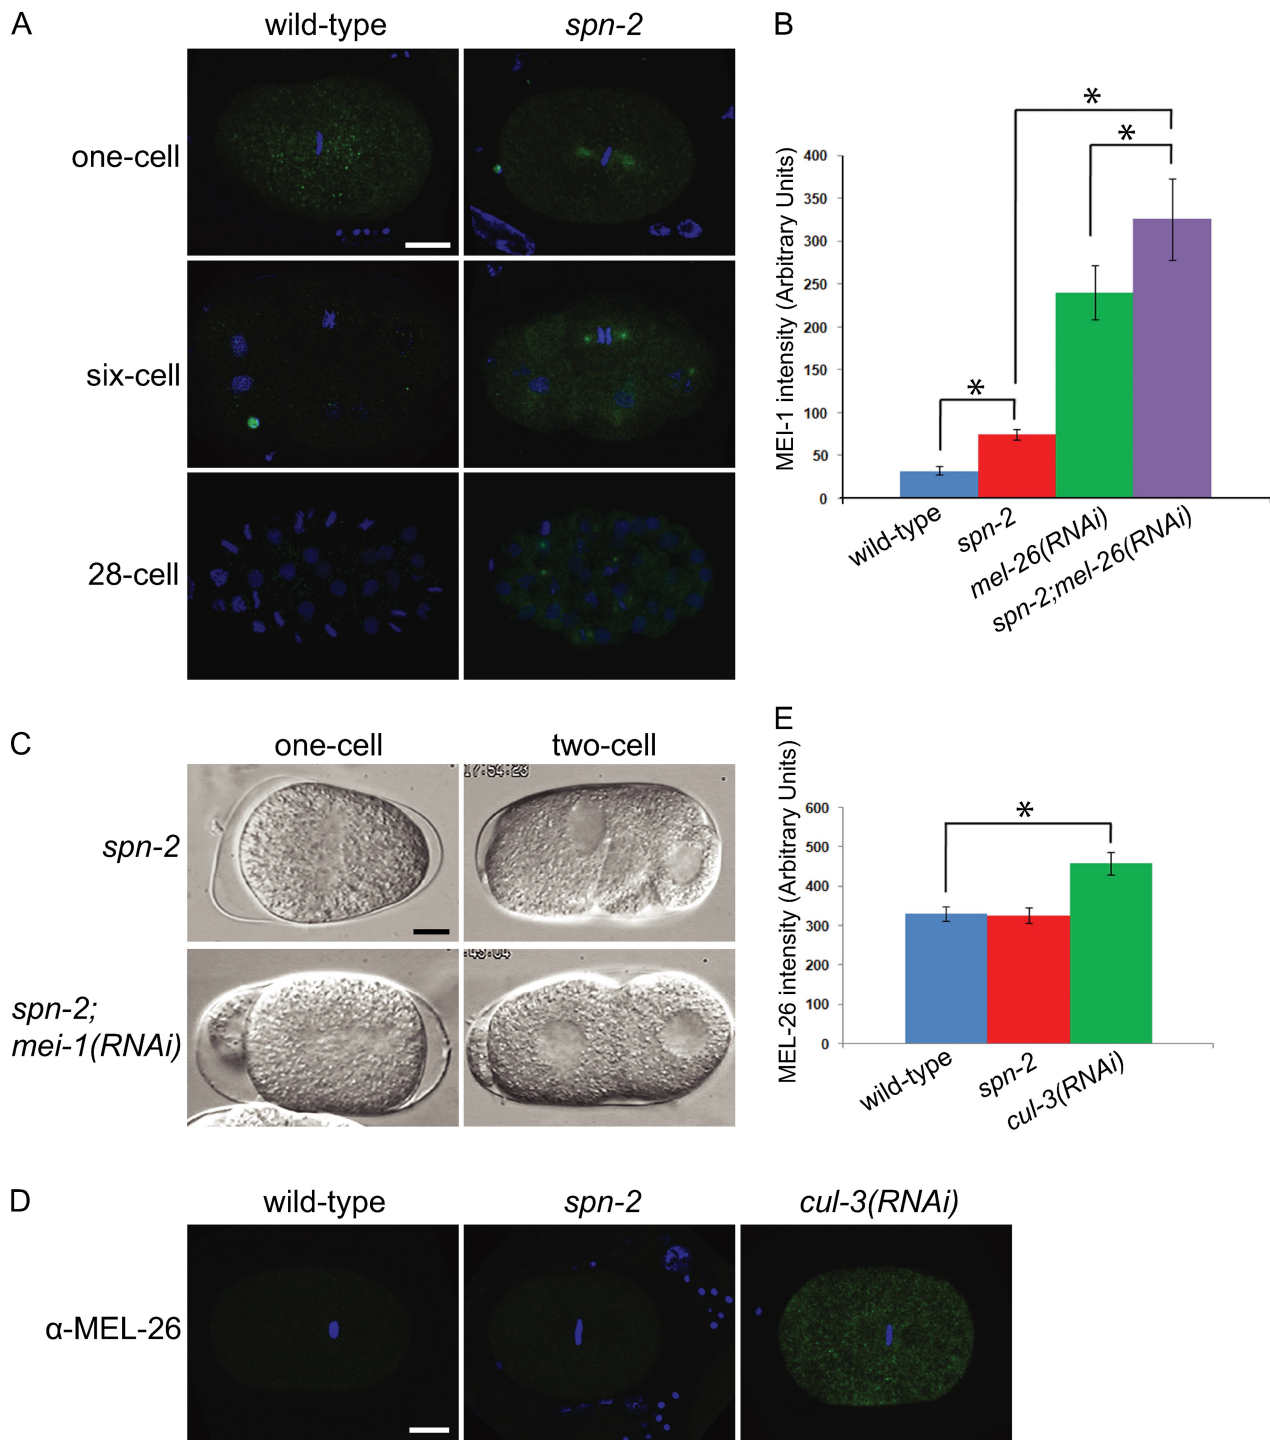 A
wild-type
spn-2
one-cell
six-cell
28-cell
B
*
*
*
MEI-1 intensity (Arbitrary Units)
400
350
300
250
200
150
100
50
0
wild-type
spn-2
mel-26(RNAi)
spn-2;mel-26(RNAi)
C
one-cell
two-cell
17:54:23
spn-2
spn-2;
mei-1(RNAi)
E
*
MEL-26 intensity (Arbitrary Units)
600
500
400
300
200
100
0
wild-type
spn-2
cul-3(RNAi)
D
wild-type
spn-2
cul-3(RNAi)
α-MEL-26